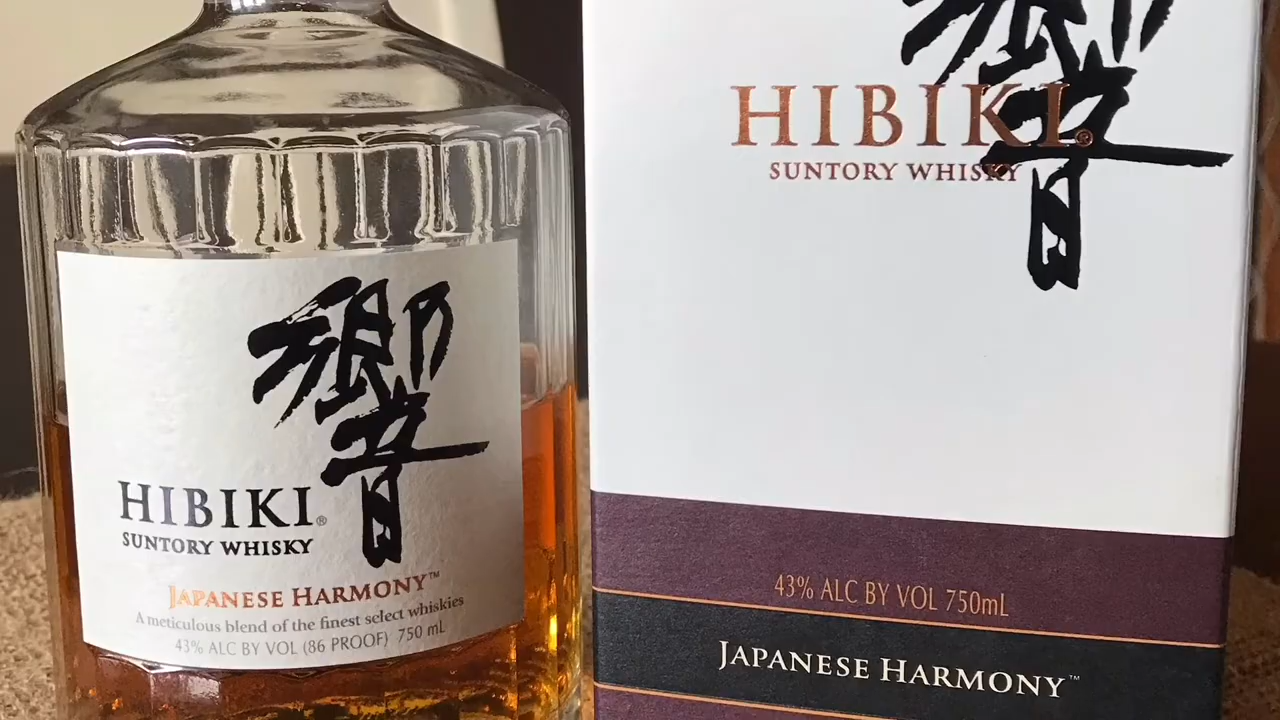 響
HIBIKI®
SUNTORY WHISKY
JAPANESE HARMONY™
A meticulous blend of the finest select whiskies
43% ALC BY VOL (86 PROOF) 750 mL
響
HIBIKI®
SUNTORY WHISKY
43% ALC BY VOL 750mL
JAPANESE HARMONY™